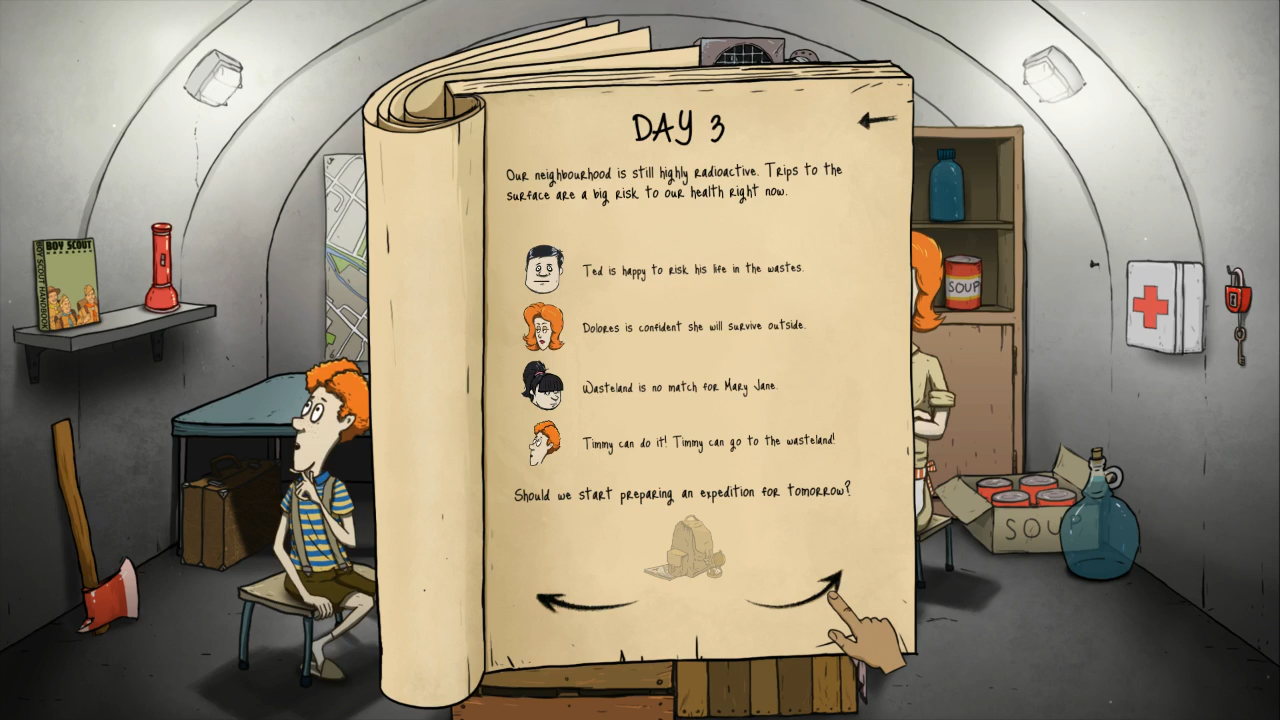 DAY 3
Our neighbourhood is still highly radioactive. Trips to the
surface are a big risk to our health right now.
Ted is happy to risk his life in the wastes.
Dolores is confident she will survive outside.
Wasteland is no match for Mary Jane.
Timmy can do it! Timmy can go to the wasteland!
Should we start preparing an expedition for tomorrow?
BOY SCOUT
BOY SCOUT HANDBOOK
SOUP
SOUP